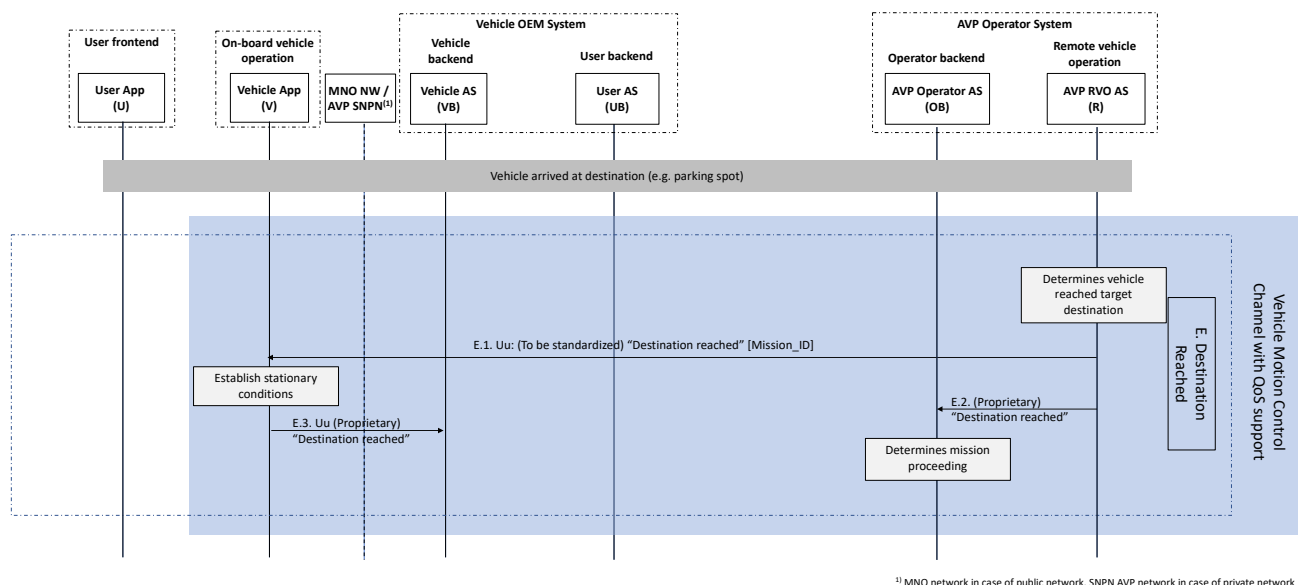 Vehicle OEM System
AVP Operator System
User frontend
On-board vehicle
operation
Vehicle
backend
User backend
Operator backend
Remote vehicle
operation
User App
(U)
Vehicle App
(V)
MNO NW /
AVP SNPN(1)
Vehicle AS
(VB)
User AS
(UB)
AVP Operator AS
(OB)
AVP RVO AS
(R)
Vehicle arrived at destination (e.g. parking spot)
Determines vehicle
reached target
destination
E.1. Uu: (To be standardized) “Destination reached” [Mission_ID]
Establish stationary
conditions
E.2. (Proprietary)
“Destination reached”
E.3. Uu (Proprietary)
“Destination reached”
Determines mission
proceeding
E. Destination
Reached
Vehicle Motion Control
Channel with QoS support
1) MNO network in case of public network, SNPN AVP network in case of private network